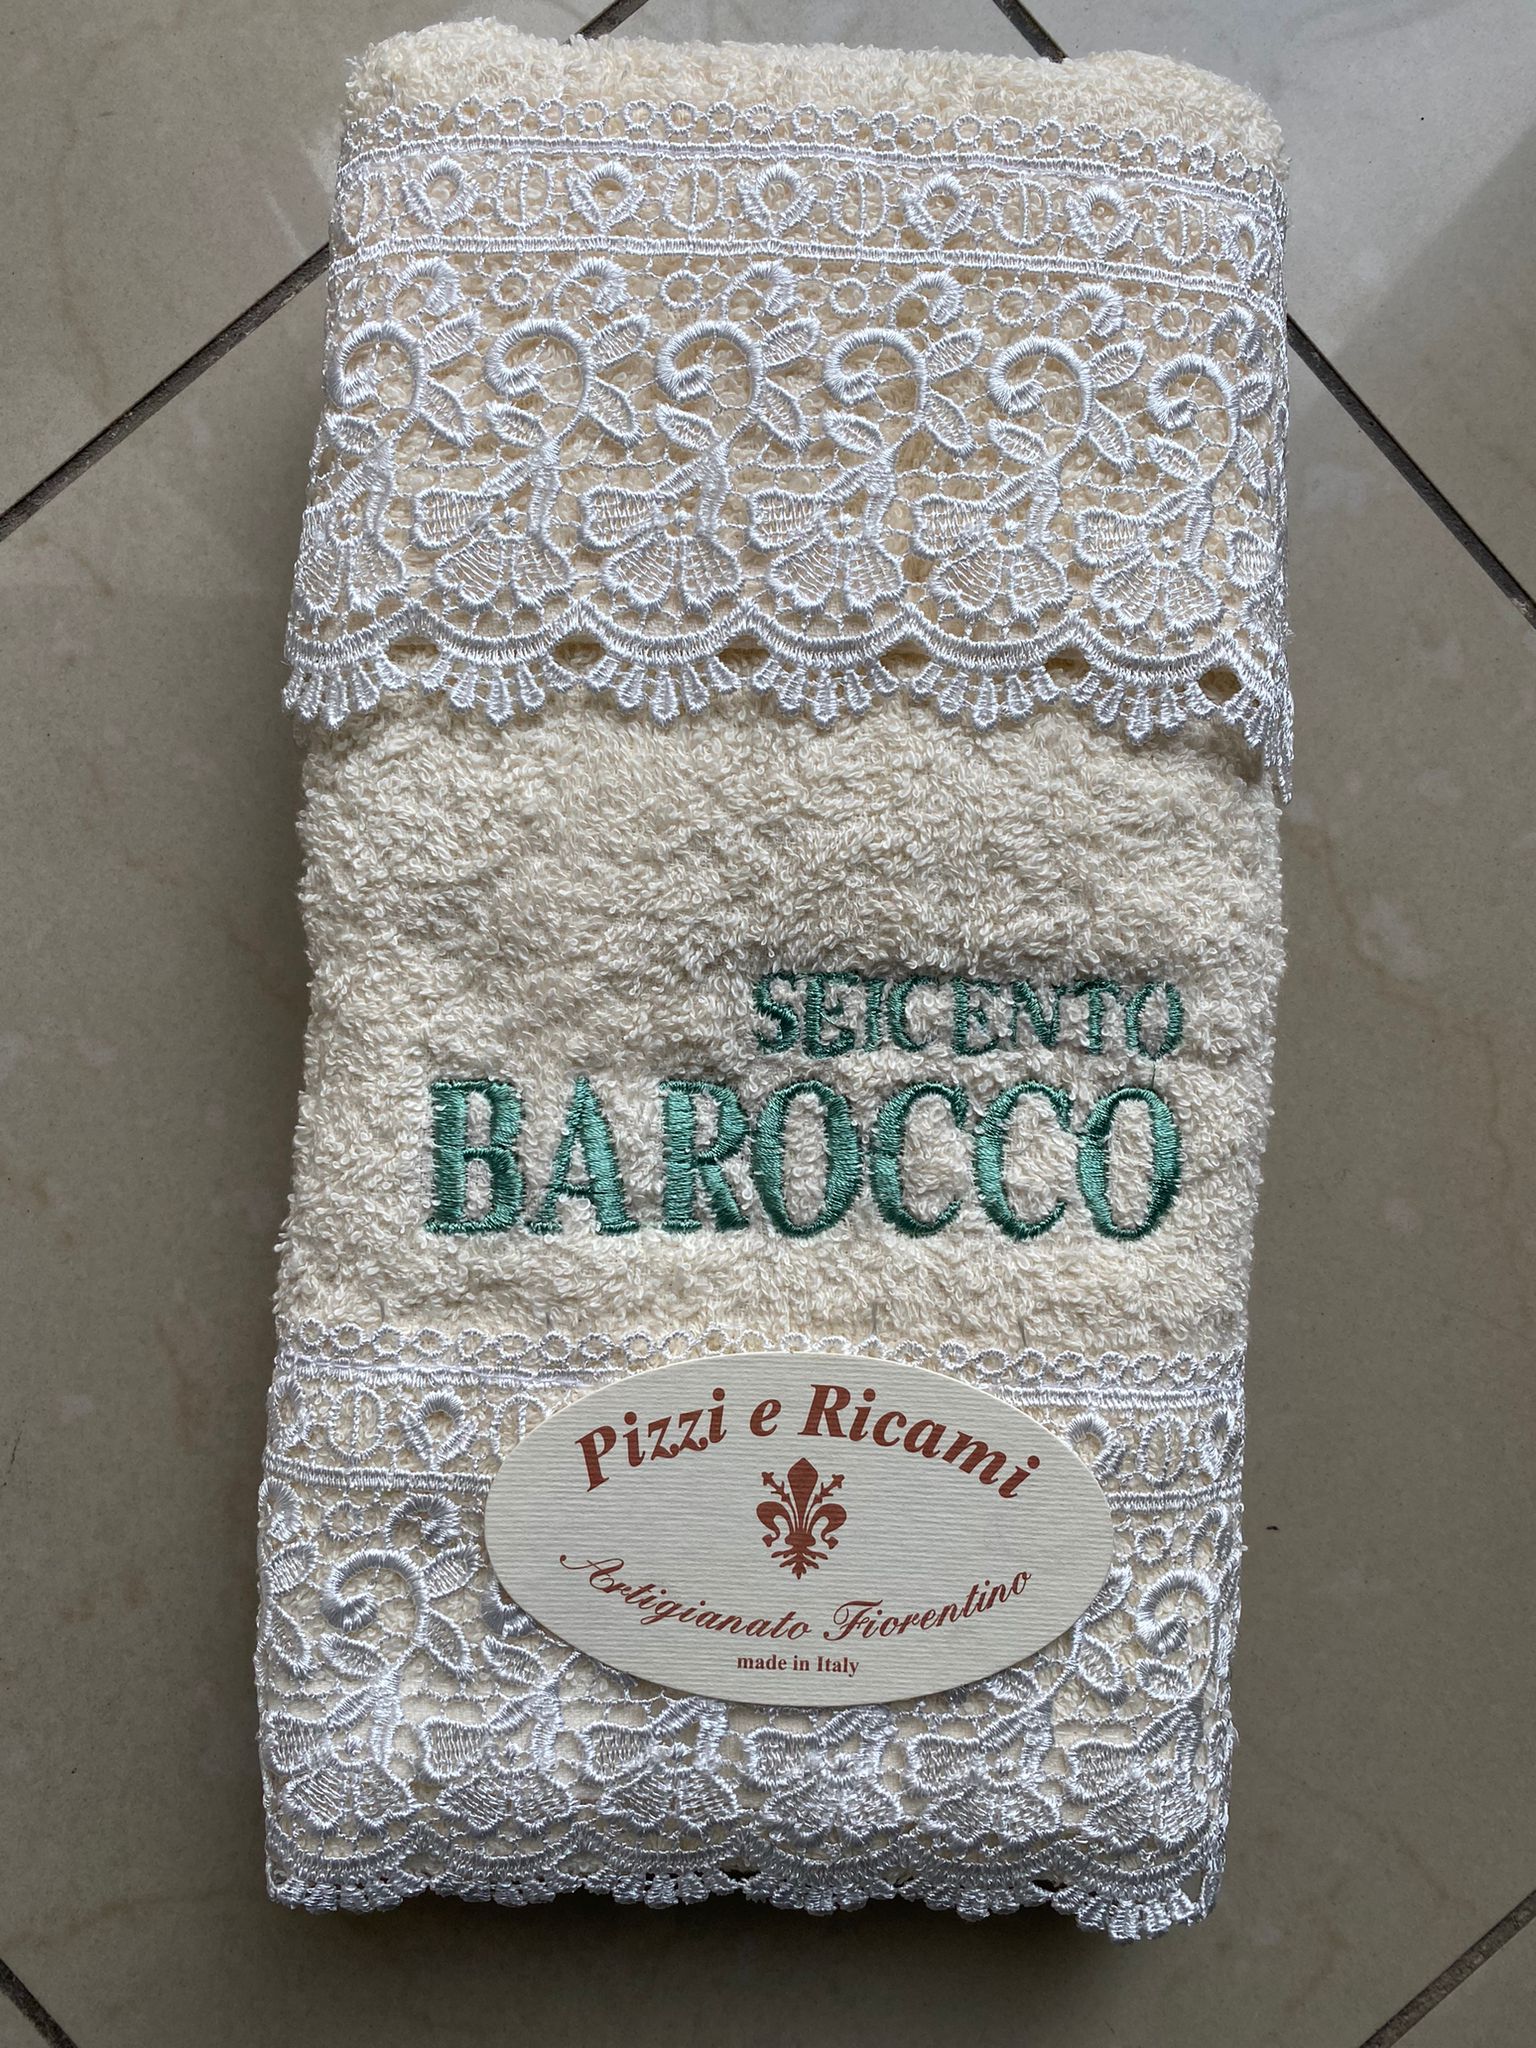 SEICENTO
BAROCCO
Pizzi e Ricami
Artigianato Fiorentino
made in Italy